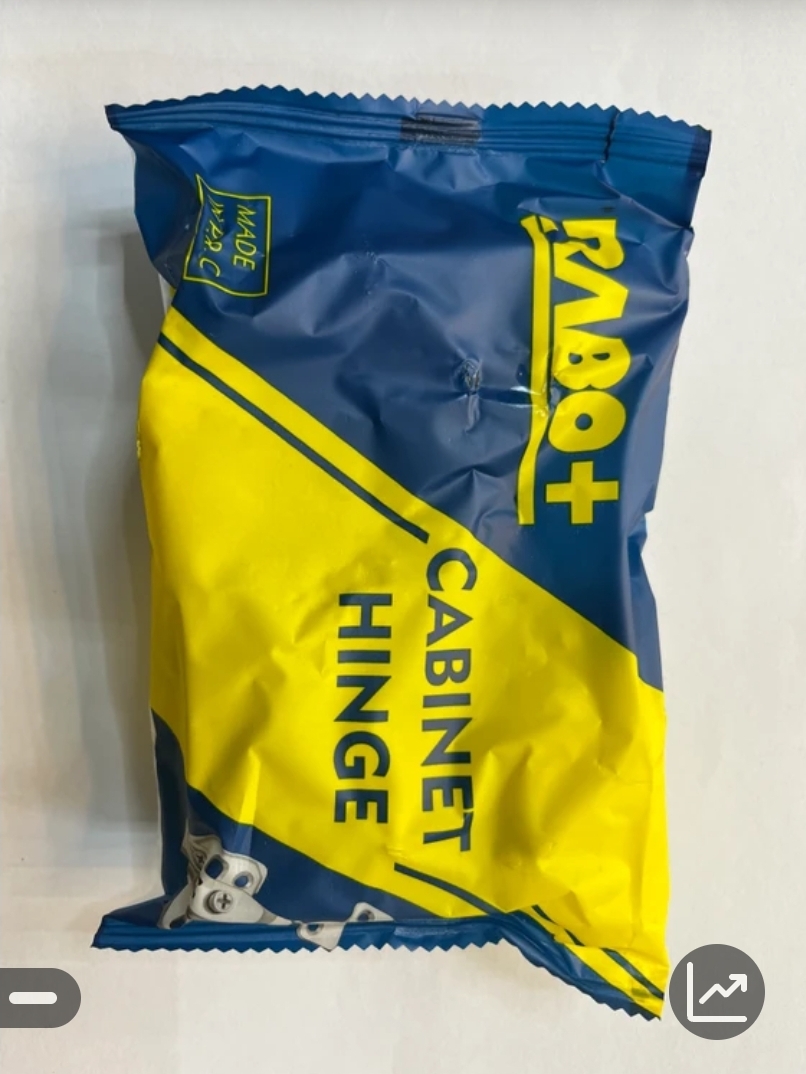 RABO+
CABINET
HINGE
MADE
IN P.R.C